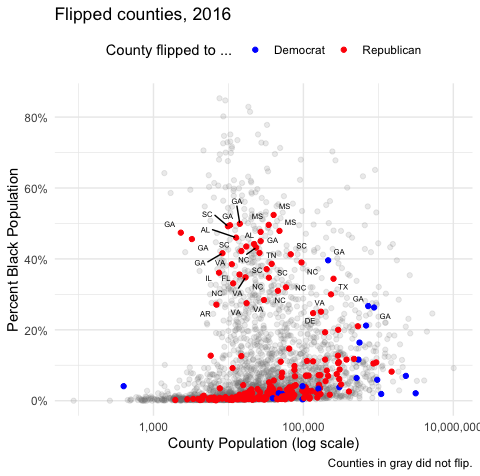 Flipped counties, 2016
County flipped to ... Democrat Republican
Percent Black Population
80%
60%
40%
20%
0%
MS
GA
SC GA MS MS
GA AL AL
GA SC GA SC GA
GA VA NC TN
IL FL SC SC NC TX
NC VA NC NC VA GA
AR VA VA DE GA
1,000 100,000 10,000,000
County Population (log scale)
Counties in gray did not flip.